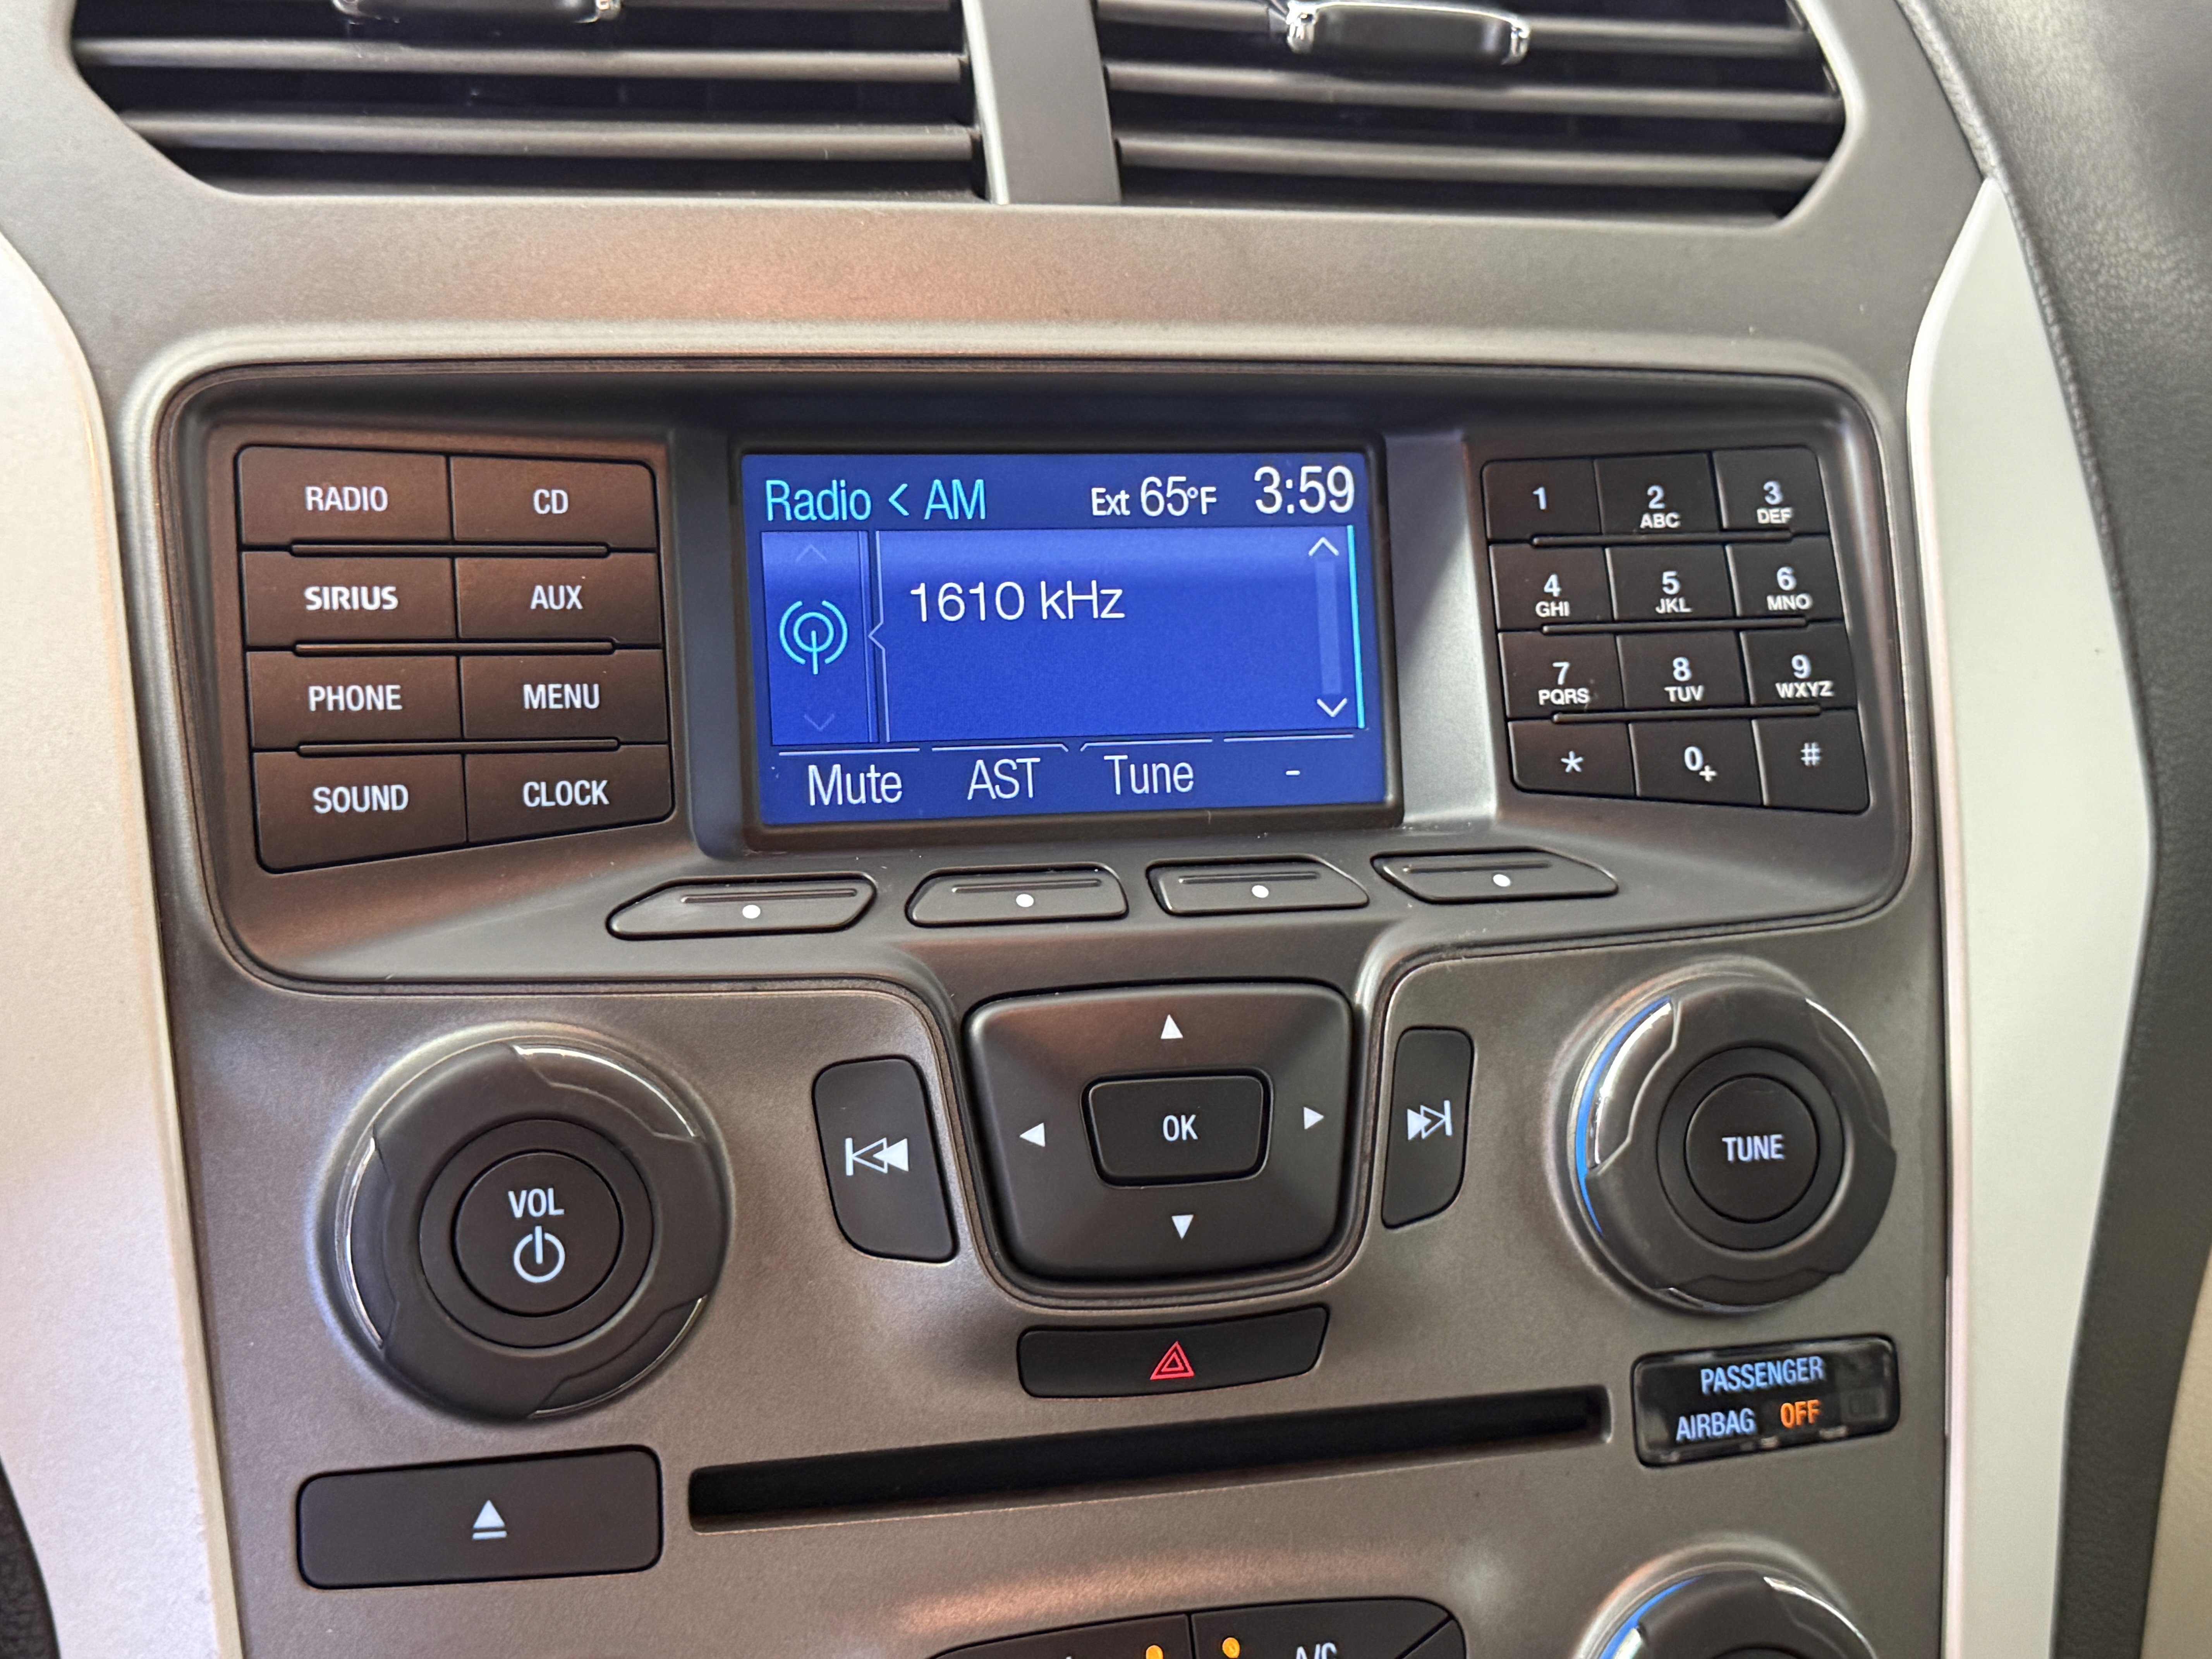 RADIO CD
SIRIUS AUX
PHONE MENU
SOUND CLOCK
Radio < AM Ext 65°F 3:59
1610 kHz
Mute AST Tune -
1 2 ABC 3 DEF
4 GHI 5 JKL 6 MNO
7 PQRS 8 TUV 9 WXYZ
* 0+ #
VOL
OK
TUNE
PASSENGER
AIRBAG OFF
A/C